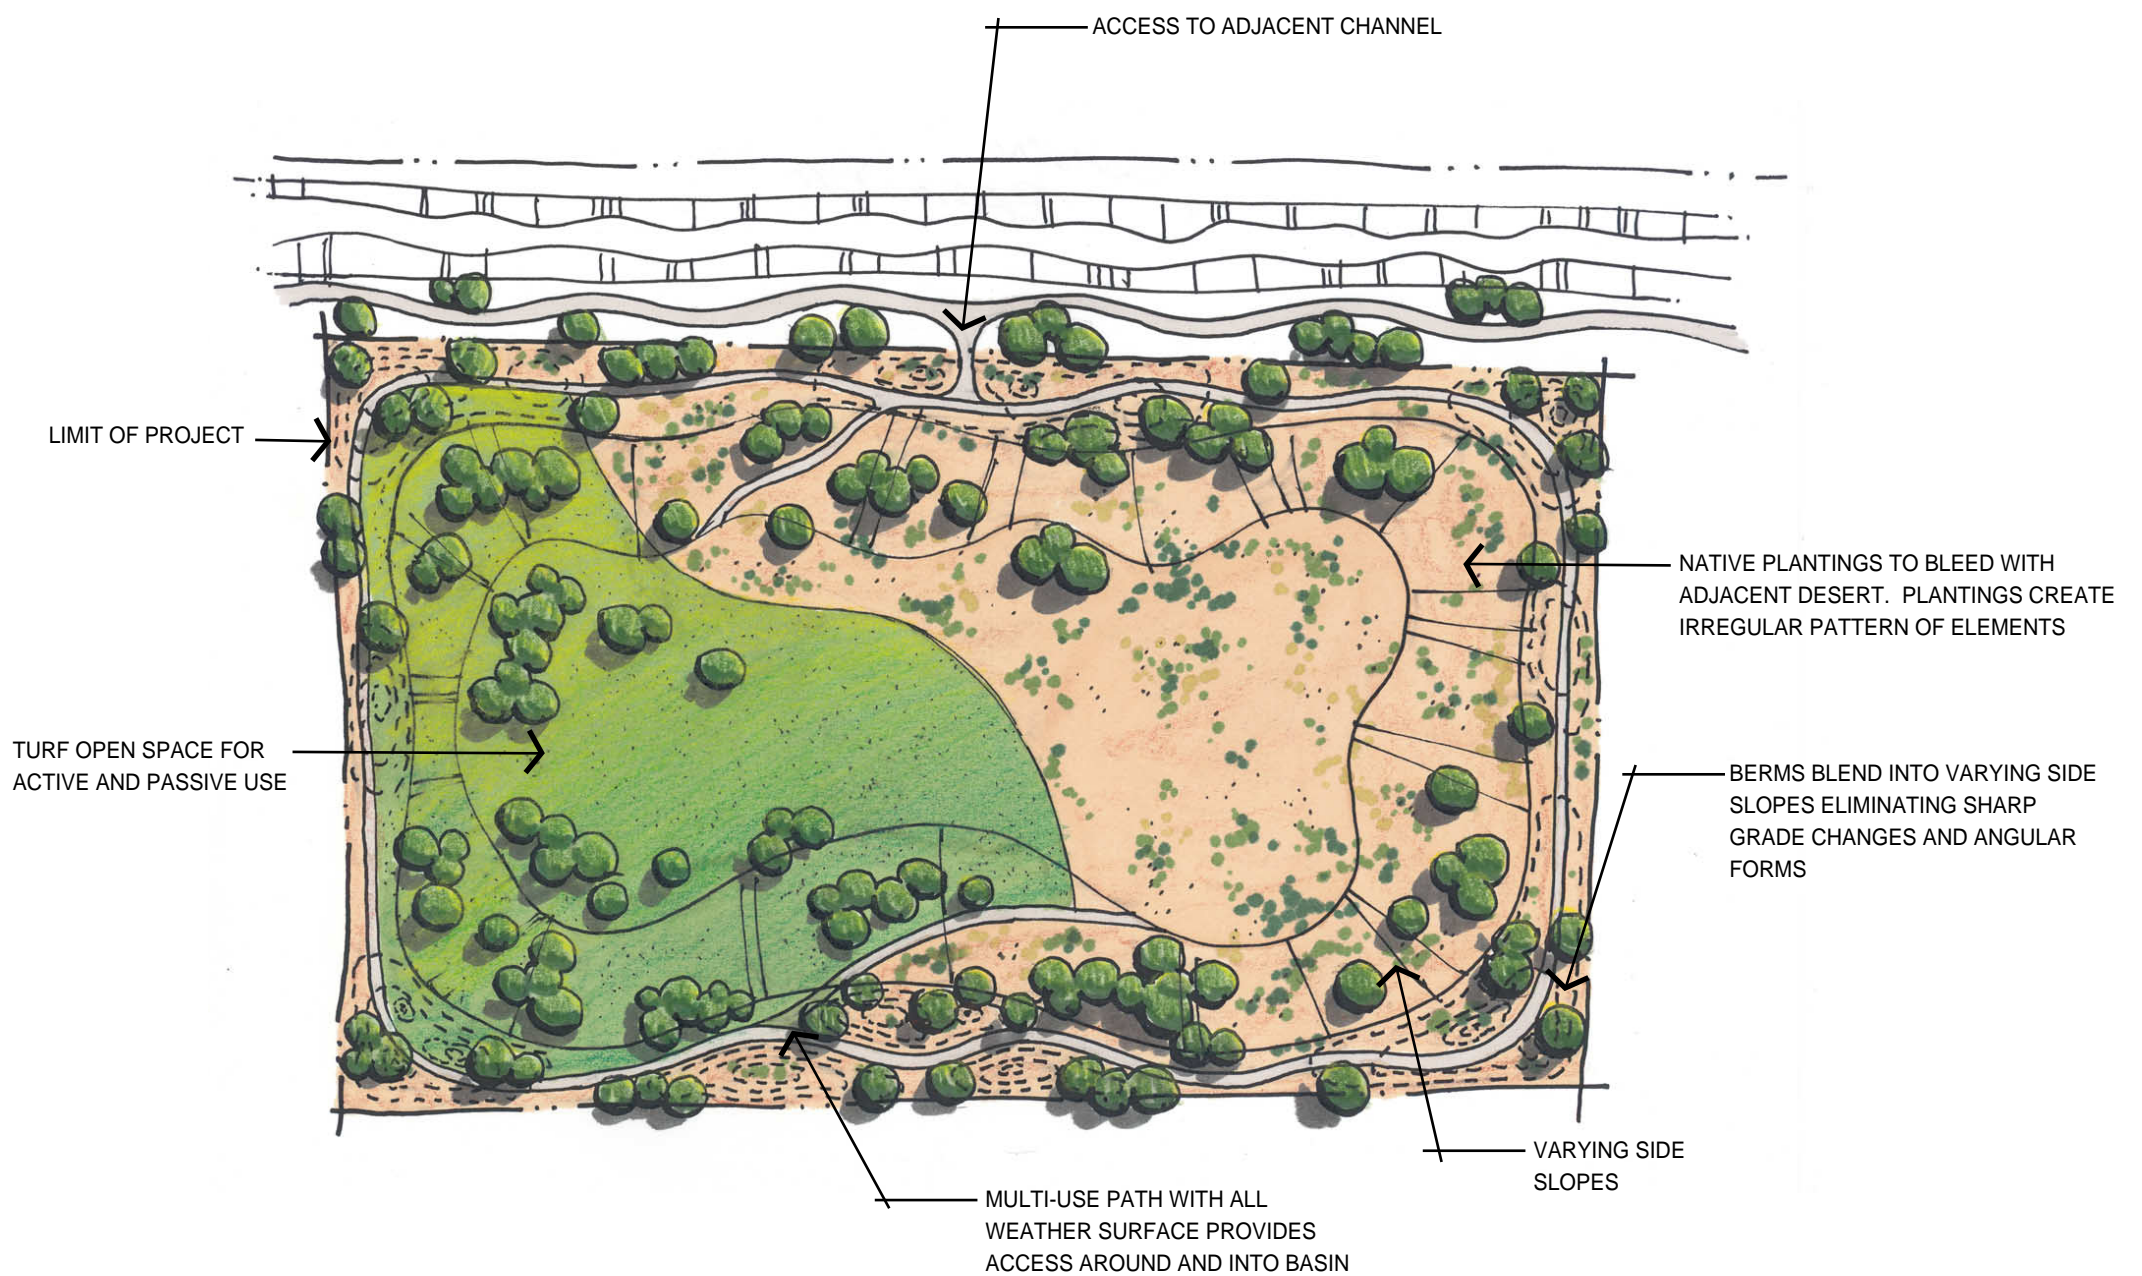 ACCESS TO ADJACENT CHANNEL
LIMIT OF PROJECT
NATIVE PLANTINGS TO BLEED WITH
ADJACENT DESERT.  PLANTINGS CREATE
IRREGULAR PATTERN OF ELEMENTS
TURF OPEN SPACE FOR
ACTIVE AND PASSIVE USE
BERMS BLEND INTO VARYING SIDE
SLOPES ELIMINATING SHARP
GRADE CHANGES AND ANGULAR
FORMS
VARYING SIDE
SLOPES
MULTI-USE PATH WITH ALL
WEATHER SURFACE PROVIDES
ACCESS AROUND AND INTO BASIN